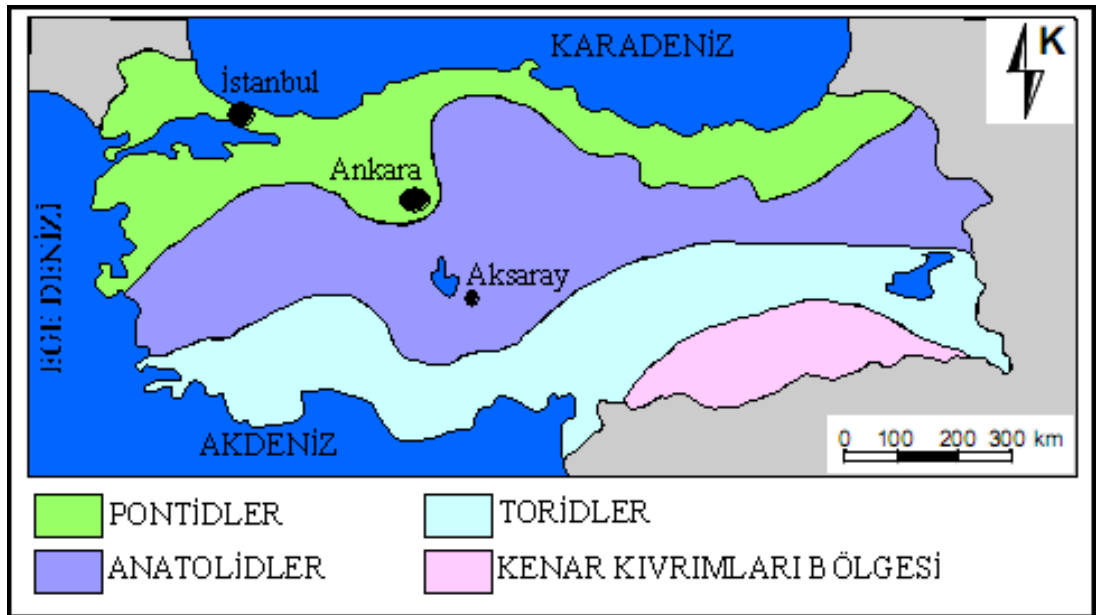 KARADENİZ
K
İstanbul
Ankara
EGE DENİZİ
Aksaray
AKDENİZ
0 100 200 300 km
PONTİDLER
TORİDLER
ANATOLİDLER
KENAR KIVRIMLARI BÖLGESİ